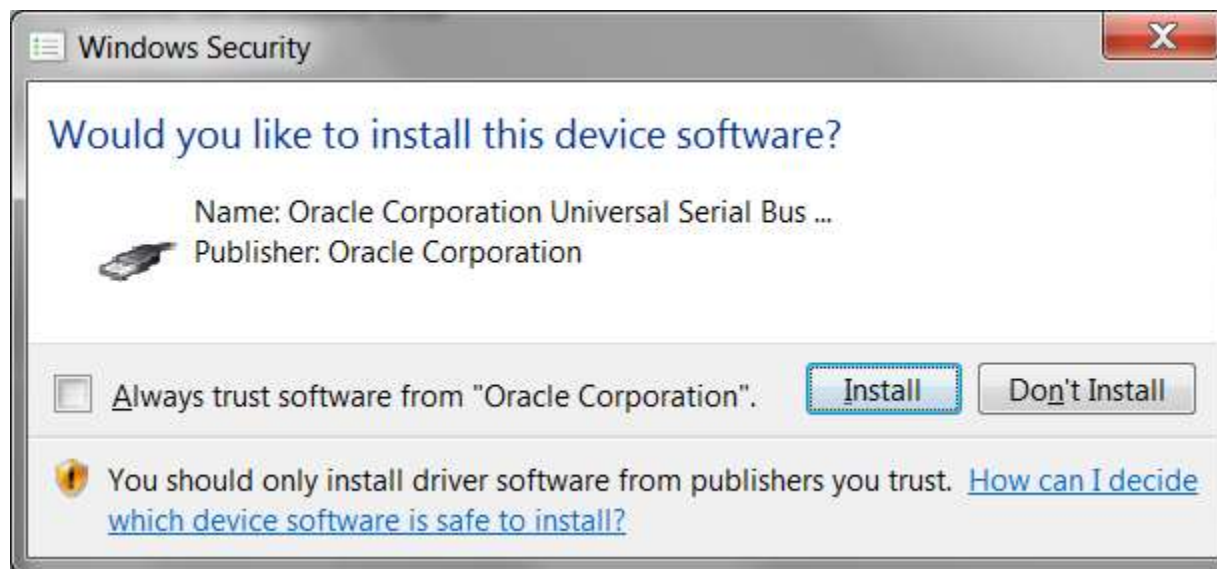 Windows Security
Would you like to install this device software?
Name: Oracle Corporation Universal Serial Bus ...
Publisher: Oracle Corporation
Always trust software from "Oracle Corporation".
Install
Don't Install
You should only install driver software from publishers you trust. How can I decide
which device software is safe to install?